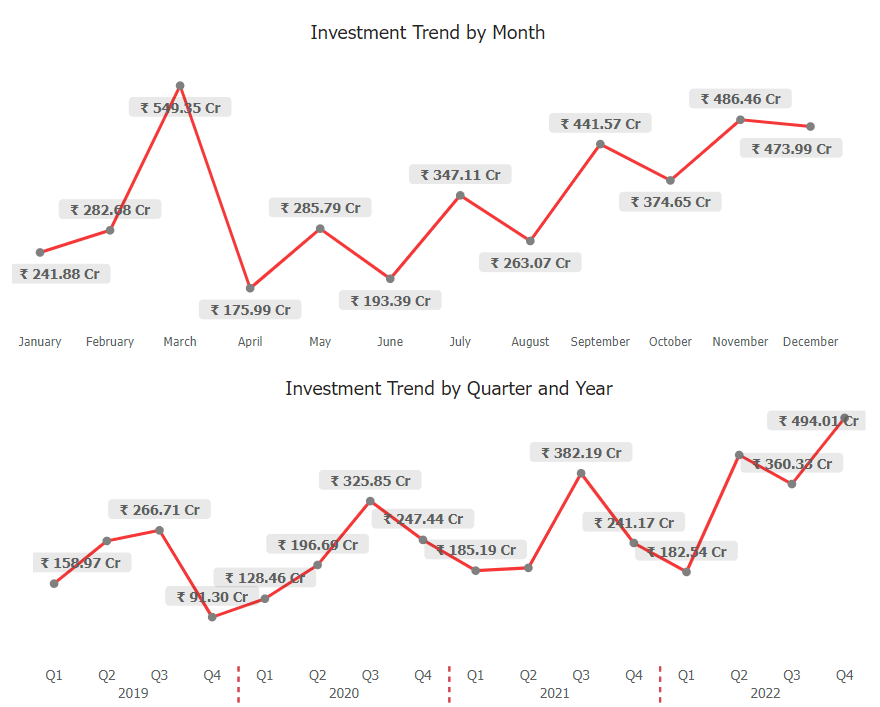 Investment Trend by Month
₹ 549.35 Cr
₹ 486.46 Cr
₹ 441.57 Cr
₹ 473.99 Cr
₹ 347.11 Cr
₹ 374.65 Cr
₹ 282.68 Cr
₹ 285.79 Cr
₹ 263.07 Cr
₹ 241.88 Cr
₹ 193.39 Cr
₹ 175.99 Cr
January February March April May June July August September October November December
Investment Trend by Quarter and Year
₹ 494.01 Cr
₹ 382.19 Cr
₹ 360.33 Cr
₹ 325.85 Cr
₹ 266.71 Cr
₹ 247.44 Cr
₹ 241.17 Cr
₹ 196.69 Cr
₹ 185.19 Cr
₹ 182.54 Cr
₹ 158.97 Cr
₹ 128.46 Cr
₹ 91.30 Cr
Q1 Q2 Q3 Q4 Q1 Q2 Q3 Q4 Q1 Q2 Q3 Q4 Q1 Q2 Q3 Q4
2019 2020 2021 2022